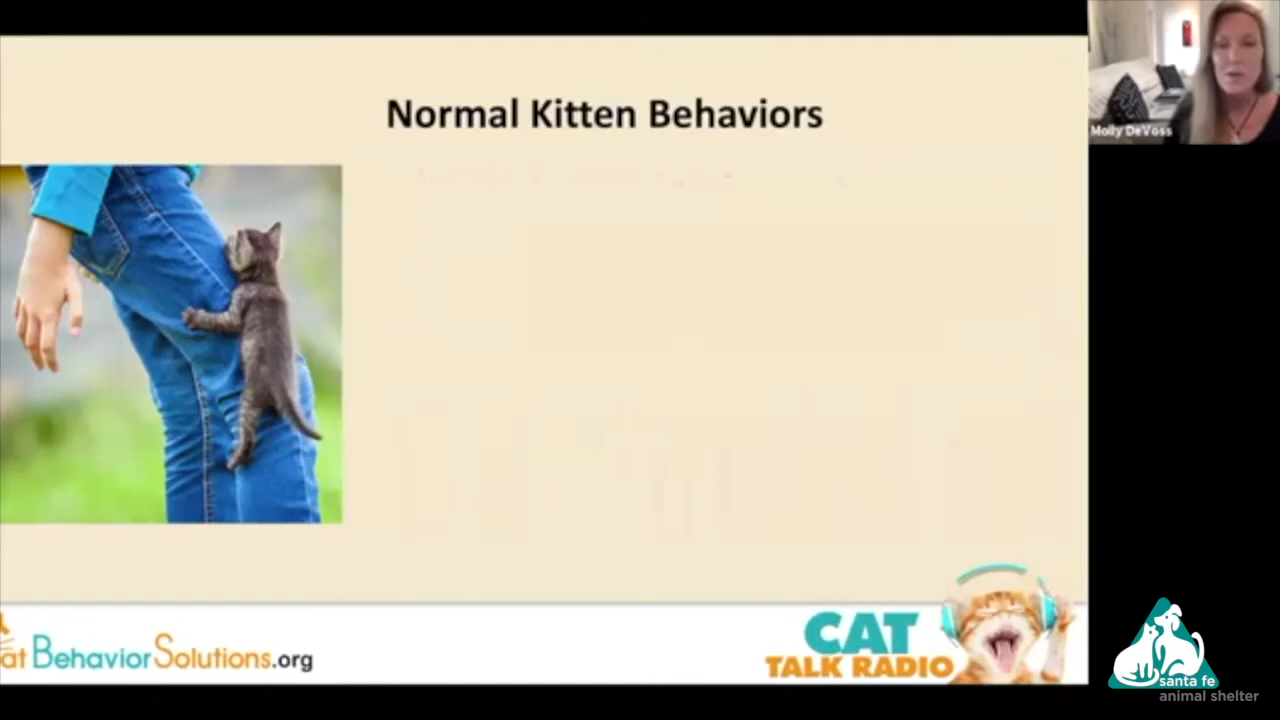 Normal Kitten Behaviors
Molly DeVoss
at BehaviorSolutions.org
CAT
TALK RADIO
santa fe
animal shelter